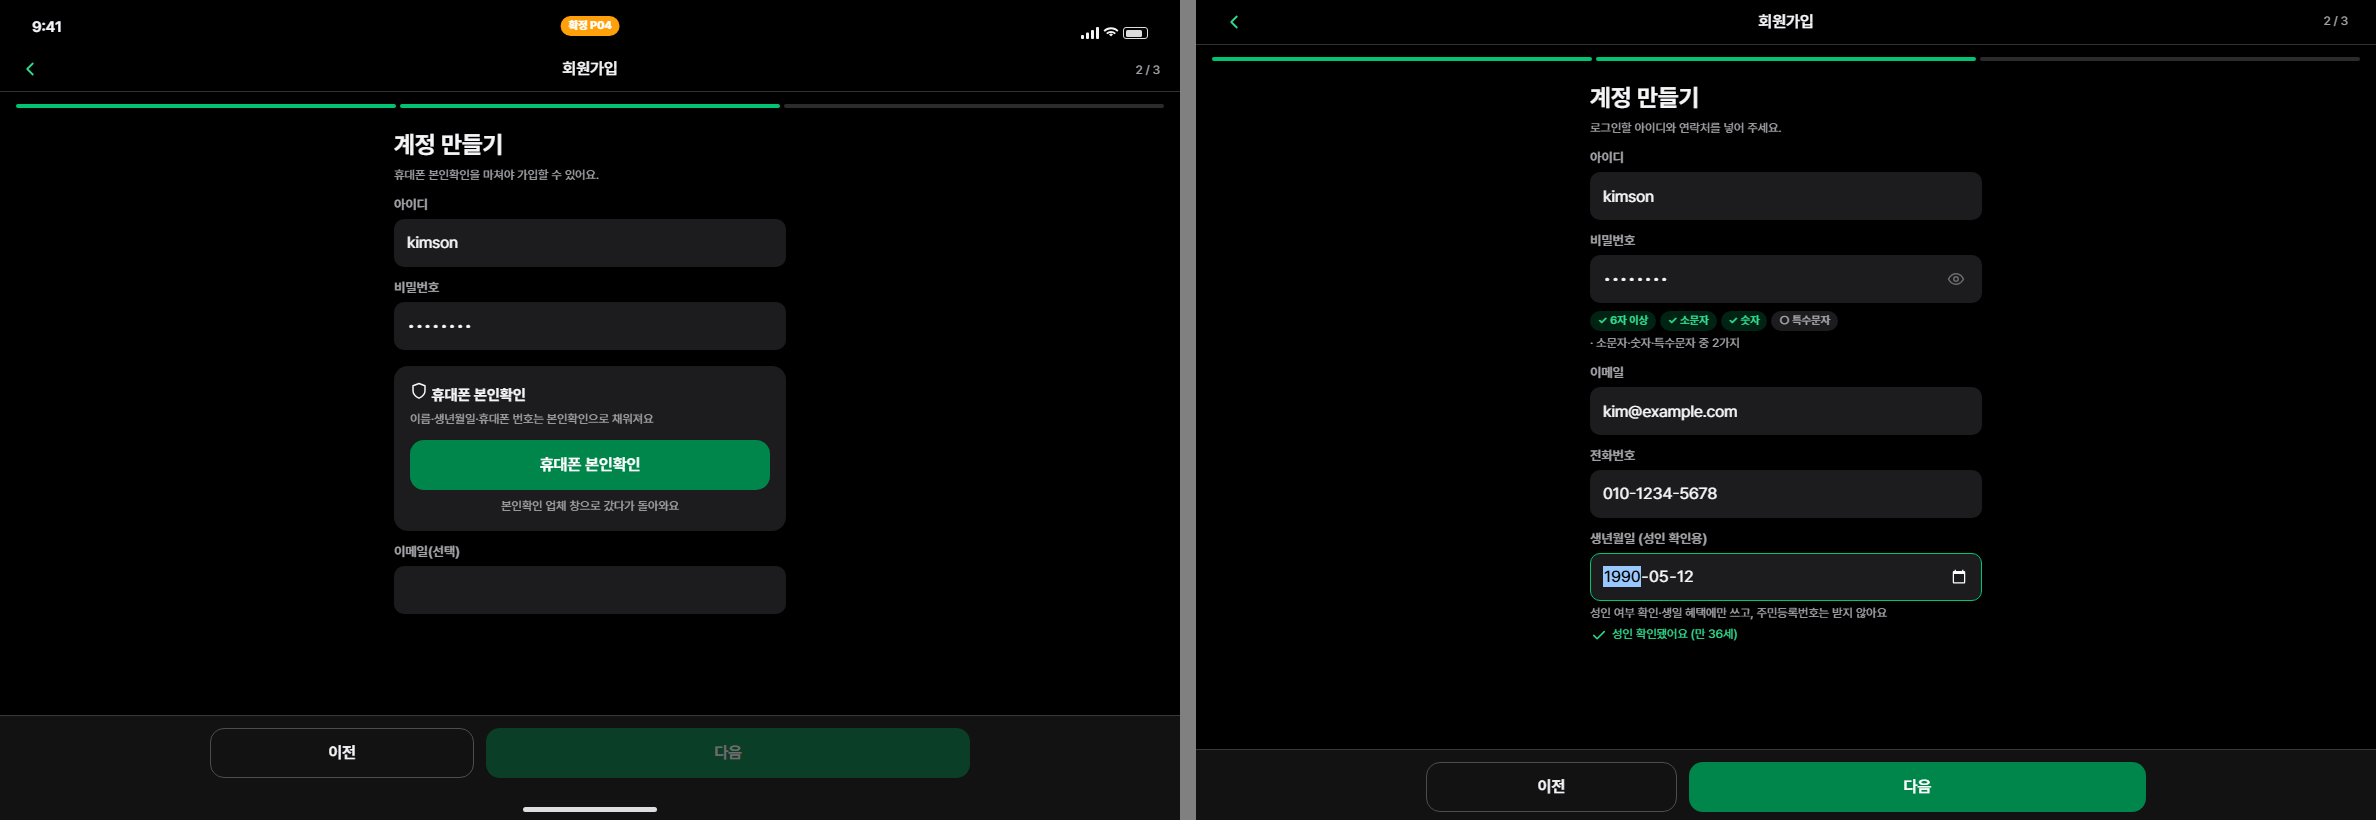 9:41
확정 P04
회원가입
2 / 3
계정 만들기
휴대폰 본인확인을 마쳐야 가입할 수 있어요.
아이디
kimson
비밀번호
••••••••
휴대폰 본인확인
이름·생년월일·휴대폰 번호는 본인확인으로 채워져요
휴대폰 본인확인
본인확인 업체 창으로 갔다가 돌아와요
이메일(선택)
이전
다음
회원가입
2 / 3
계정 만들기
로그인할 아이디와 연락처를 넣어 주세요.
아이디
kimson
비밀번호
••••••••
6자 이상 소문자 숫자 특수문자
· 소문자·숫자·특수문자 중 2가지
이메일
kim@example.com
전화번호
010-1234-5678
생년월일 (성인 확인용)
1990-05-12
성인 여부 확인·생일 혜택에만 쓰고, 주민등록번호는 받지 않아요
성인 확인됐어요 (만 36세)
이전
다음